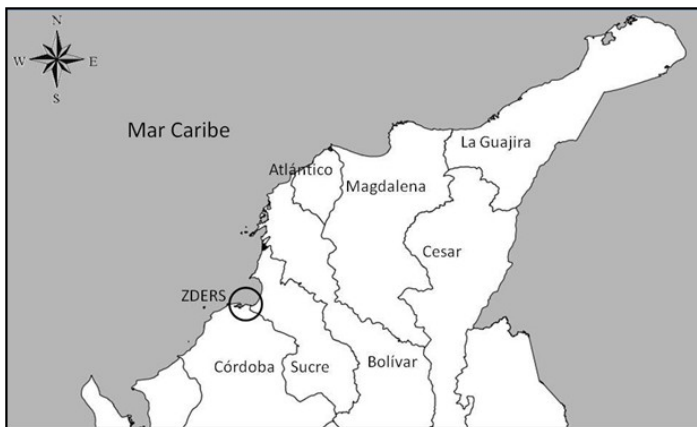 N
W E
S
Mar Caribe
La Guajira
Atlántico
Magdalena
Cesar
ZDERS
Córdoba Sucre Bolívar